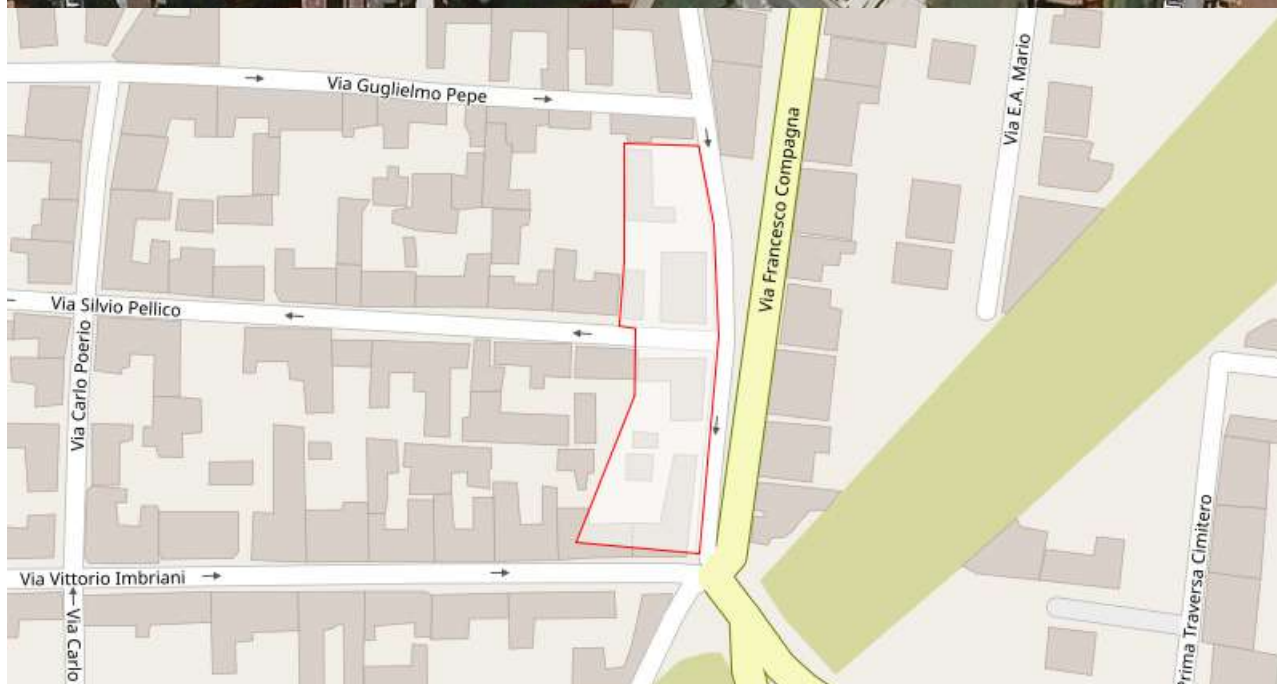 Via Guglielmo Pepe
Via Francesco Compagna
Via E.A. Mario
Via Silvio Pellico
Via Carlo Poerio
Via Vittorio Imbriani
Via Carlo
Prima Traversa Cimitero